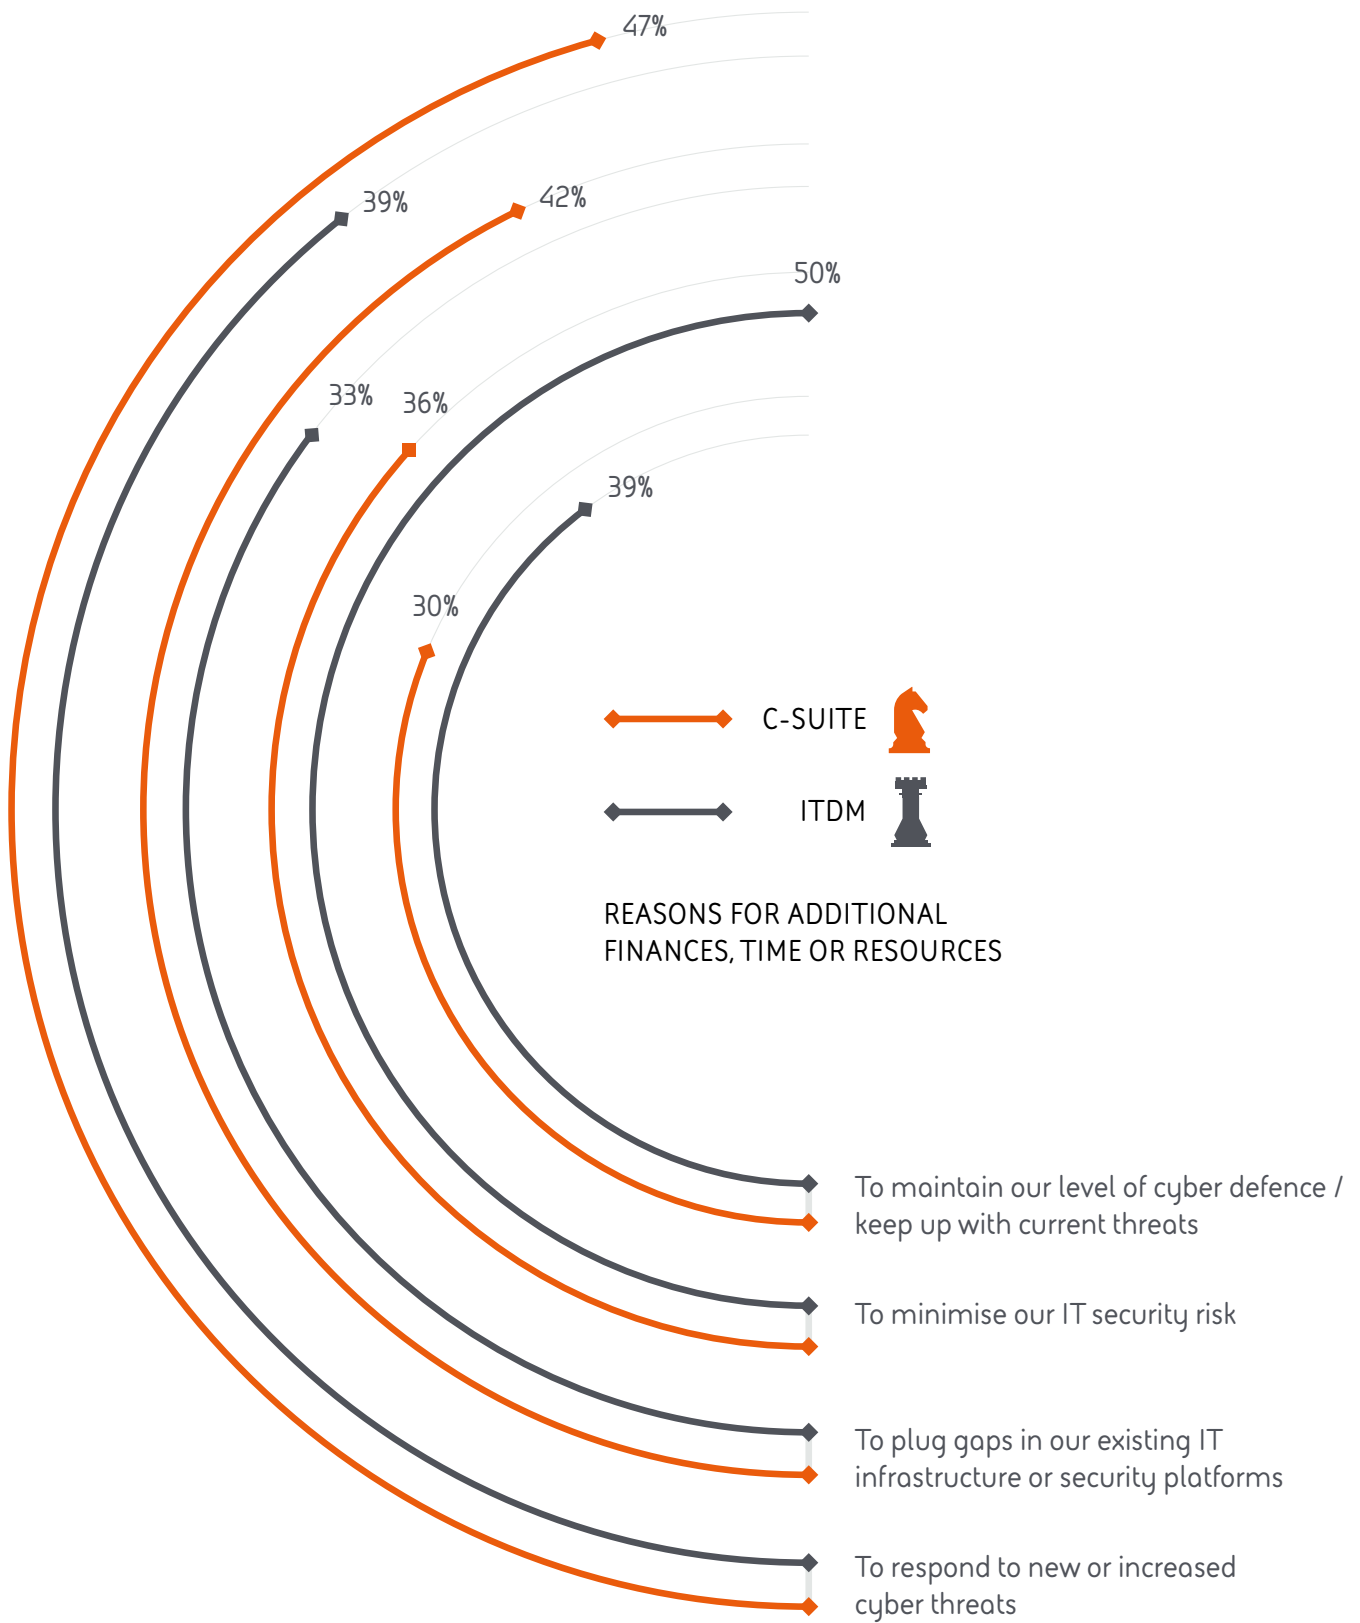 47%
39%
42%
50%
33%
36%
39%
30%
C-SUITE
ITDM
REASONS FOR ADDITIONAL
FINANCES, TIME OR RESOURCES
To maintain our level of cyber defence /
keep up with current threats
To minimise our IT security risk
To plug gaps in our existing IT
infrastructure or security platforms
To respond to new or increased
cyber threats